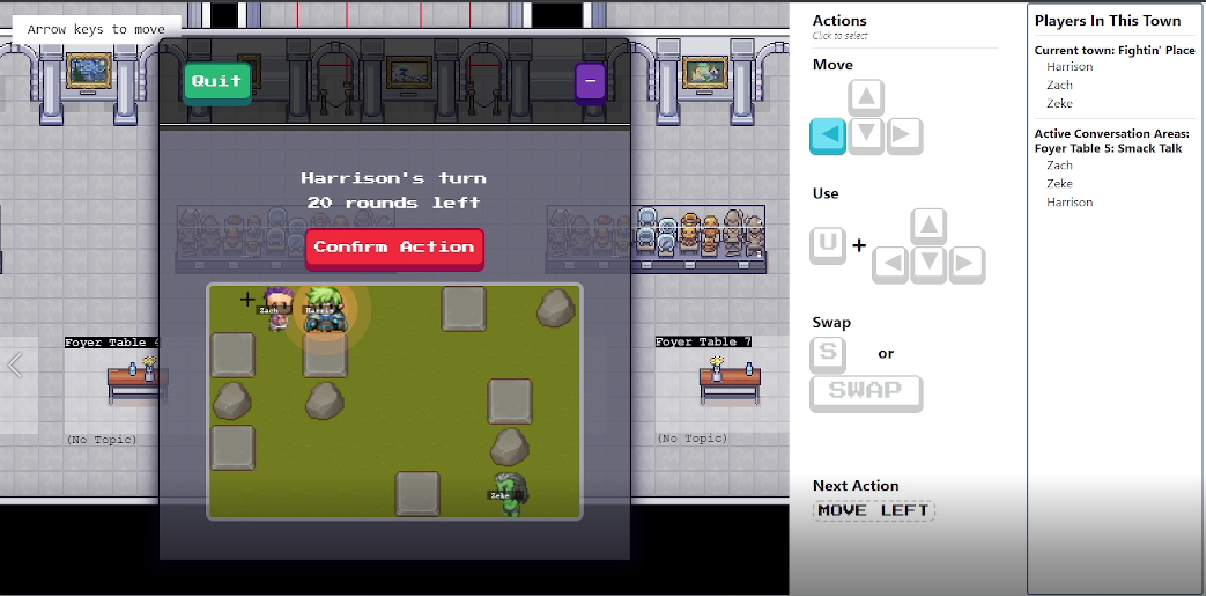 Arrow keys to move
Quit
-
Harrison's turn
20 rounds left
Confirm Action
Zach
Harris
Zeke
Foyer Table 4
(No Topic)
Foyer Table 7
(No Topic)
Actions
Click to select
Move
Use
U +
Swap
S or
SWAP
Next Action
MOVE LEFT
Players In This Town
Current town: Fightin' Place
Harrison
Zach
Zeke
Active Conversation Areas:
Foyer Table 5: Smack Talk
Zach
Zeke
Harrison